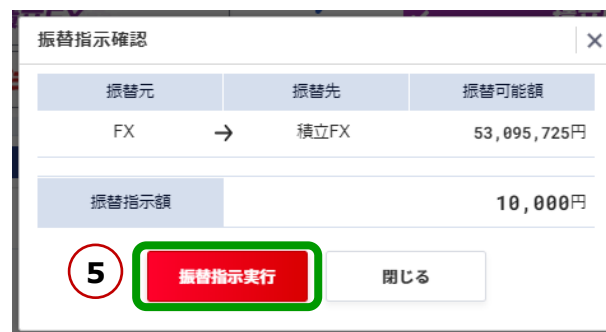 振替指示確認 ×
振替元 振替先 振替可能額
FX → 積立FX 53,095,725円
振替指示額 10,000円
5 振替指示実行 閉じる